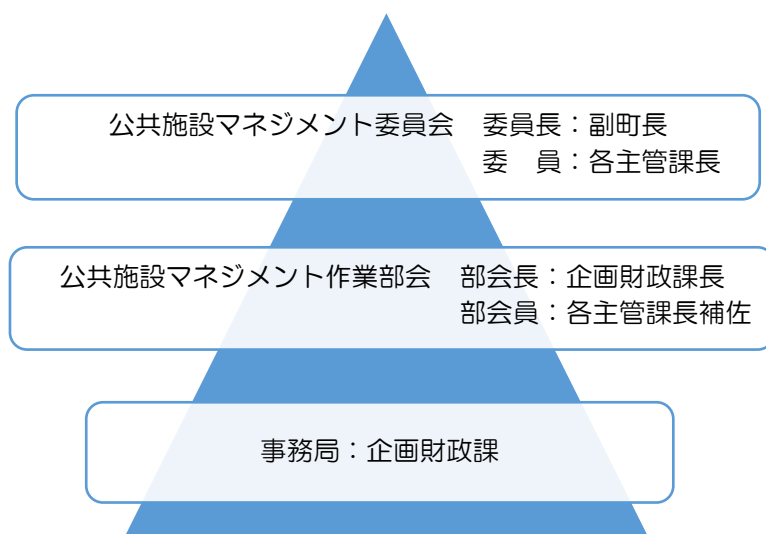 公共施設マネジメント委員会　委員長：副町長
委　員：各主管課長
公共施設マネジメント作業部会　部会長：企画財政課長
部会員：各主管課長補佐
事務局：企画財政課